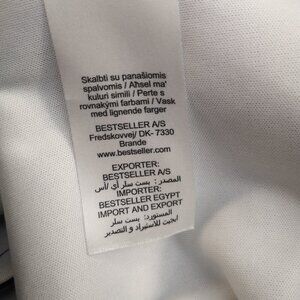 Skalbti su panašiomis
spalvomis / Aħsel ma'
kuluri simili / Perte s
rovnakými farbami / Vask
med lignende farger
BESTSELLER A/S
Fredskovvej/ DK- 7330
Brande
www.bestseller.com
EXPORTER:
BESTSELLER A/S
المصدر: بست سلر أي /أس
IMPORTER:
BESTSELLER EGYPT
IMPORT AND EXPORT
المستورد: بست سلر
ايجيبت للاستيراد و التصدير